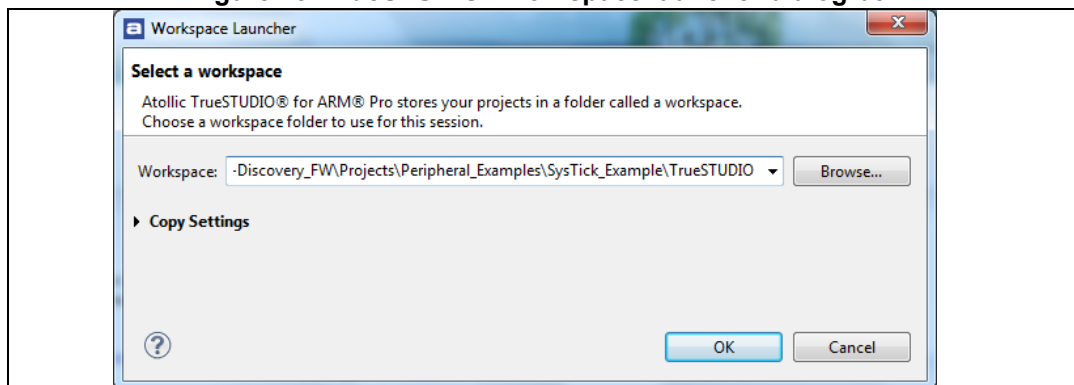 Workspace Launcher
Select a workspace
Atollic TrueSTUDIO® for ARM® Pro stores your projects in a folder called a workspace.
Choose a workspace folder to use for this session.
Workspace: -Discovery_FW\Projects\Peripheral_Examples\SysTick_Example\TrueSTUDIO Browse...
Copy Settings
OK Cancel